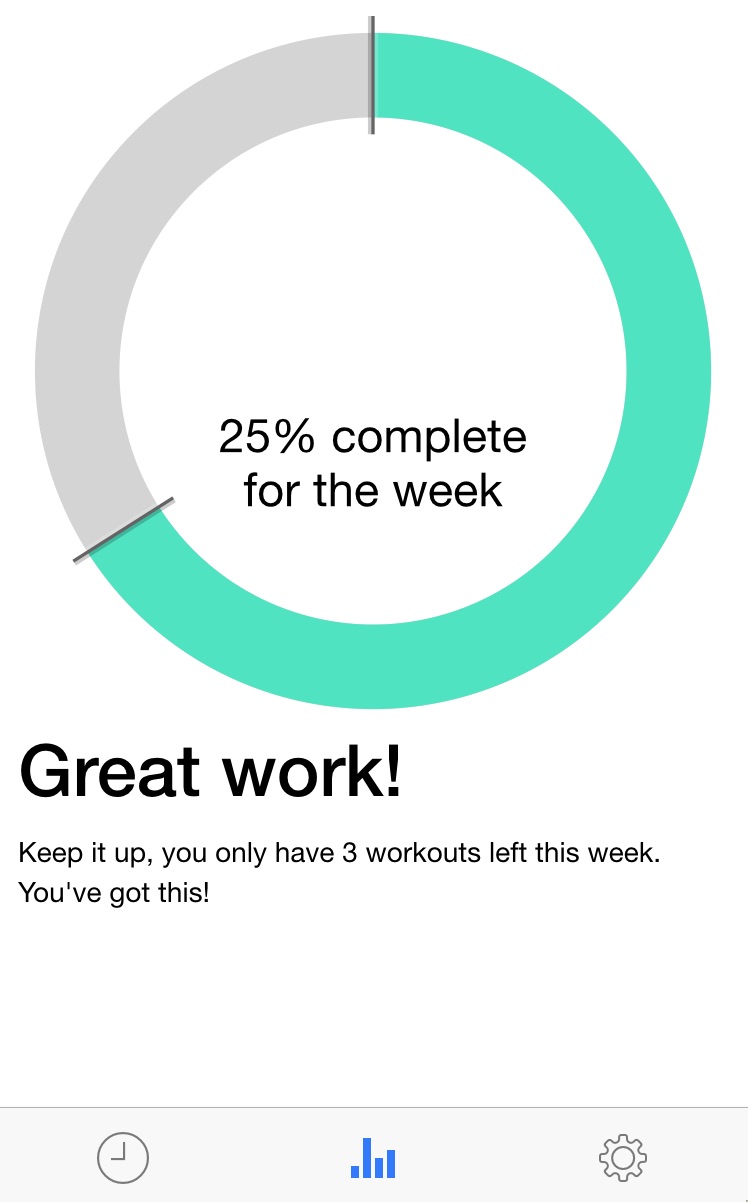 25% complete
for the week
Great work!
Keep it up, you only have 3 workouts left this week.
You've got this!